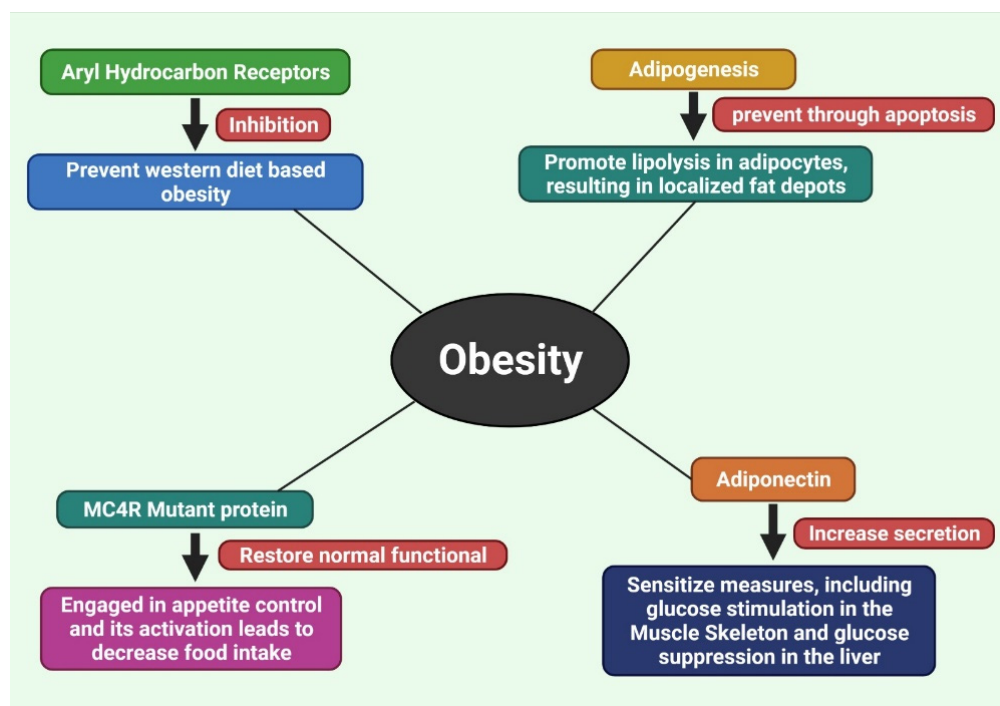 Aryl Hydrocarbon Receptors
Inhibition
Prevent western diet based
obesity
Adipogenesis
prevent through apoptosis
Promote lipolysis in adipocytes,
resulting in localized fat depots
Obesity
MC4R Mutant protein
Restore normal functional
Engaged in appetite control
and its activation leads to
decrease food intake
Adiponectin
Increase secretion
Sensitize measures, including
glucose stimulation in the
Muscle Skeleton and glucose
suppression in the liver